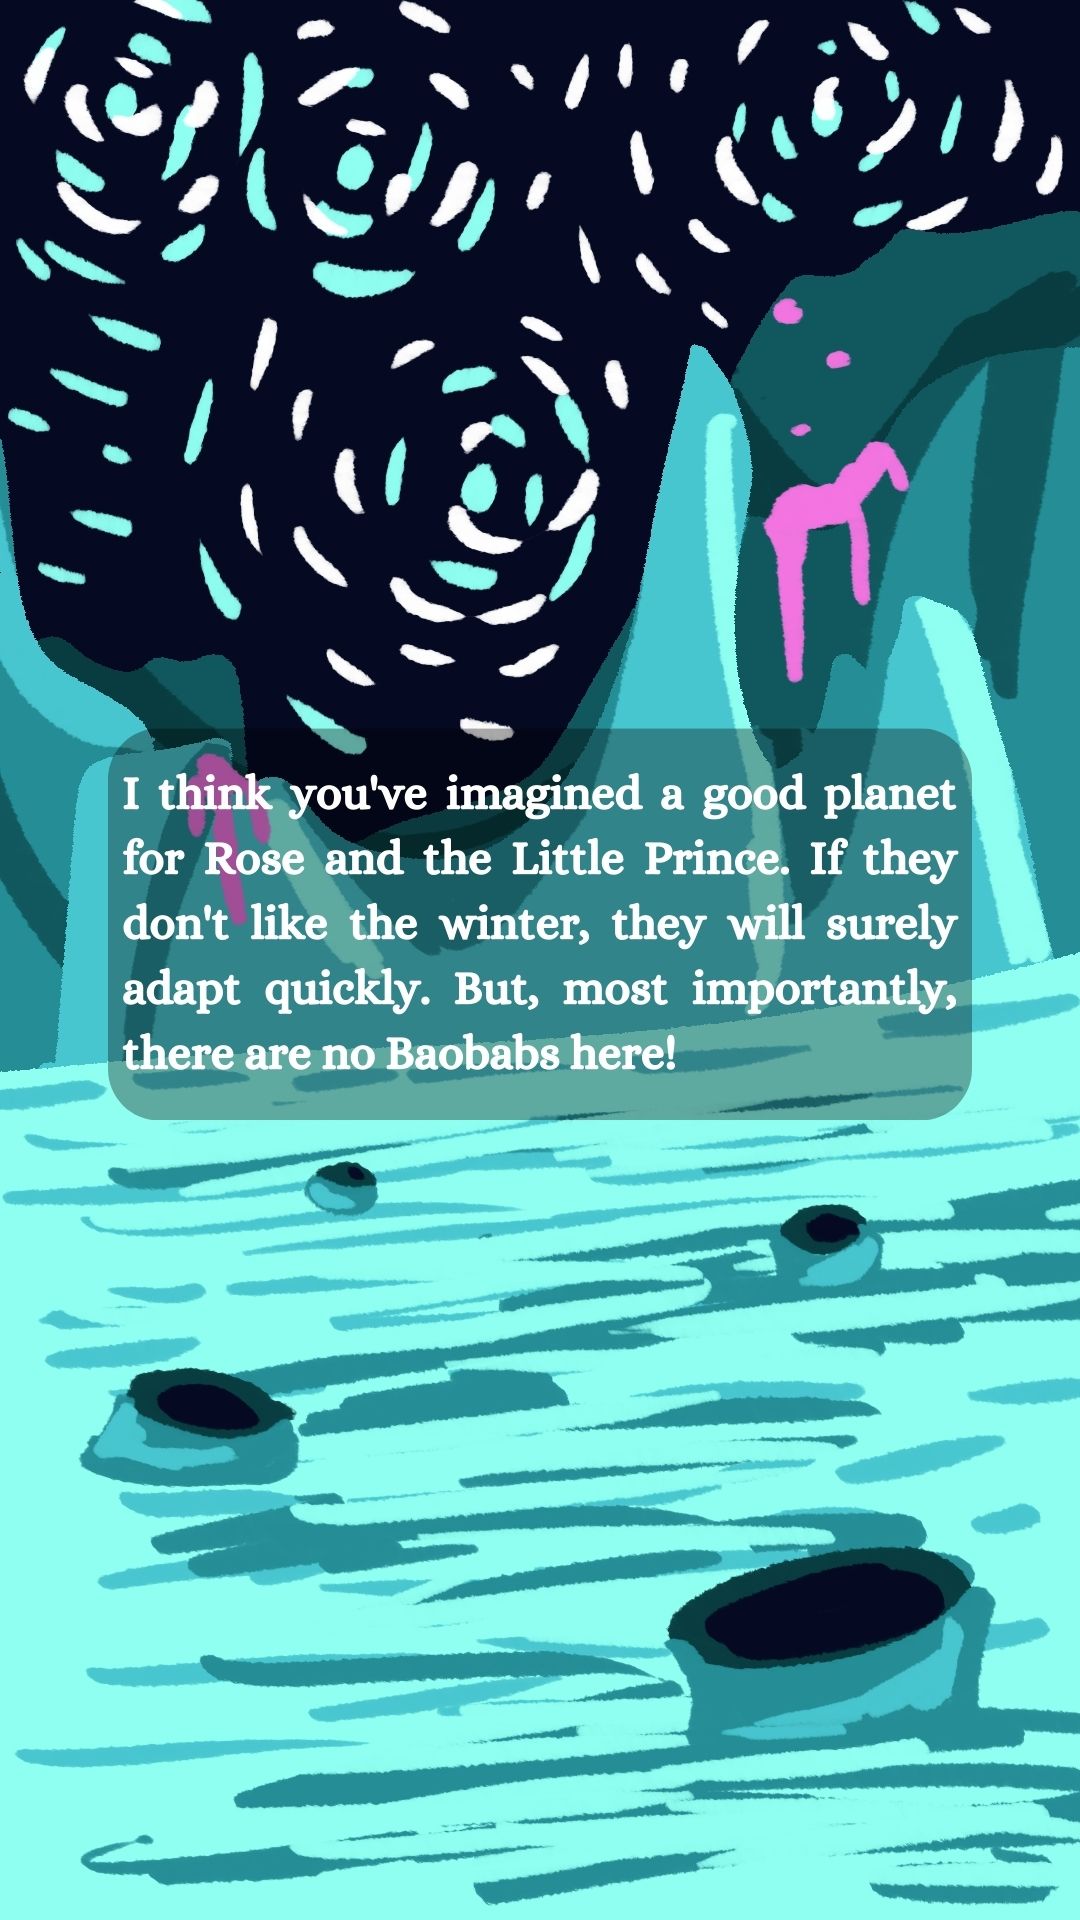 I think you've imagined a good planet
for Rose and the Little Prince. If they
don't like the winter, they will surely
adapt quickly. But, most importantly,
there are no Baobabs here!